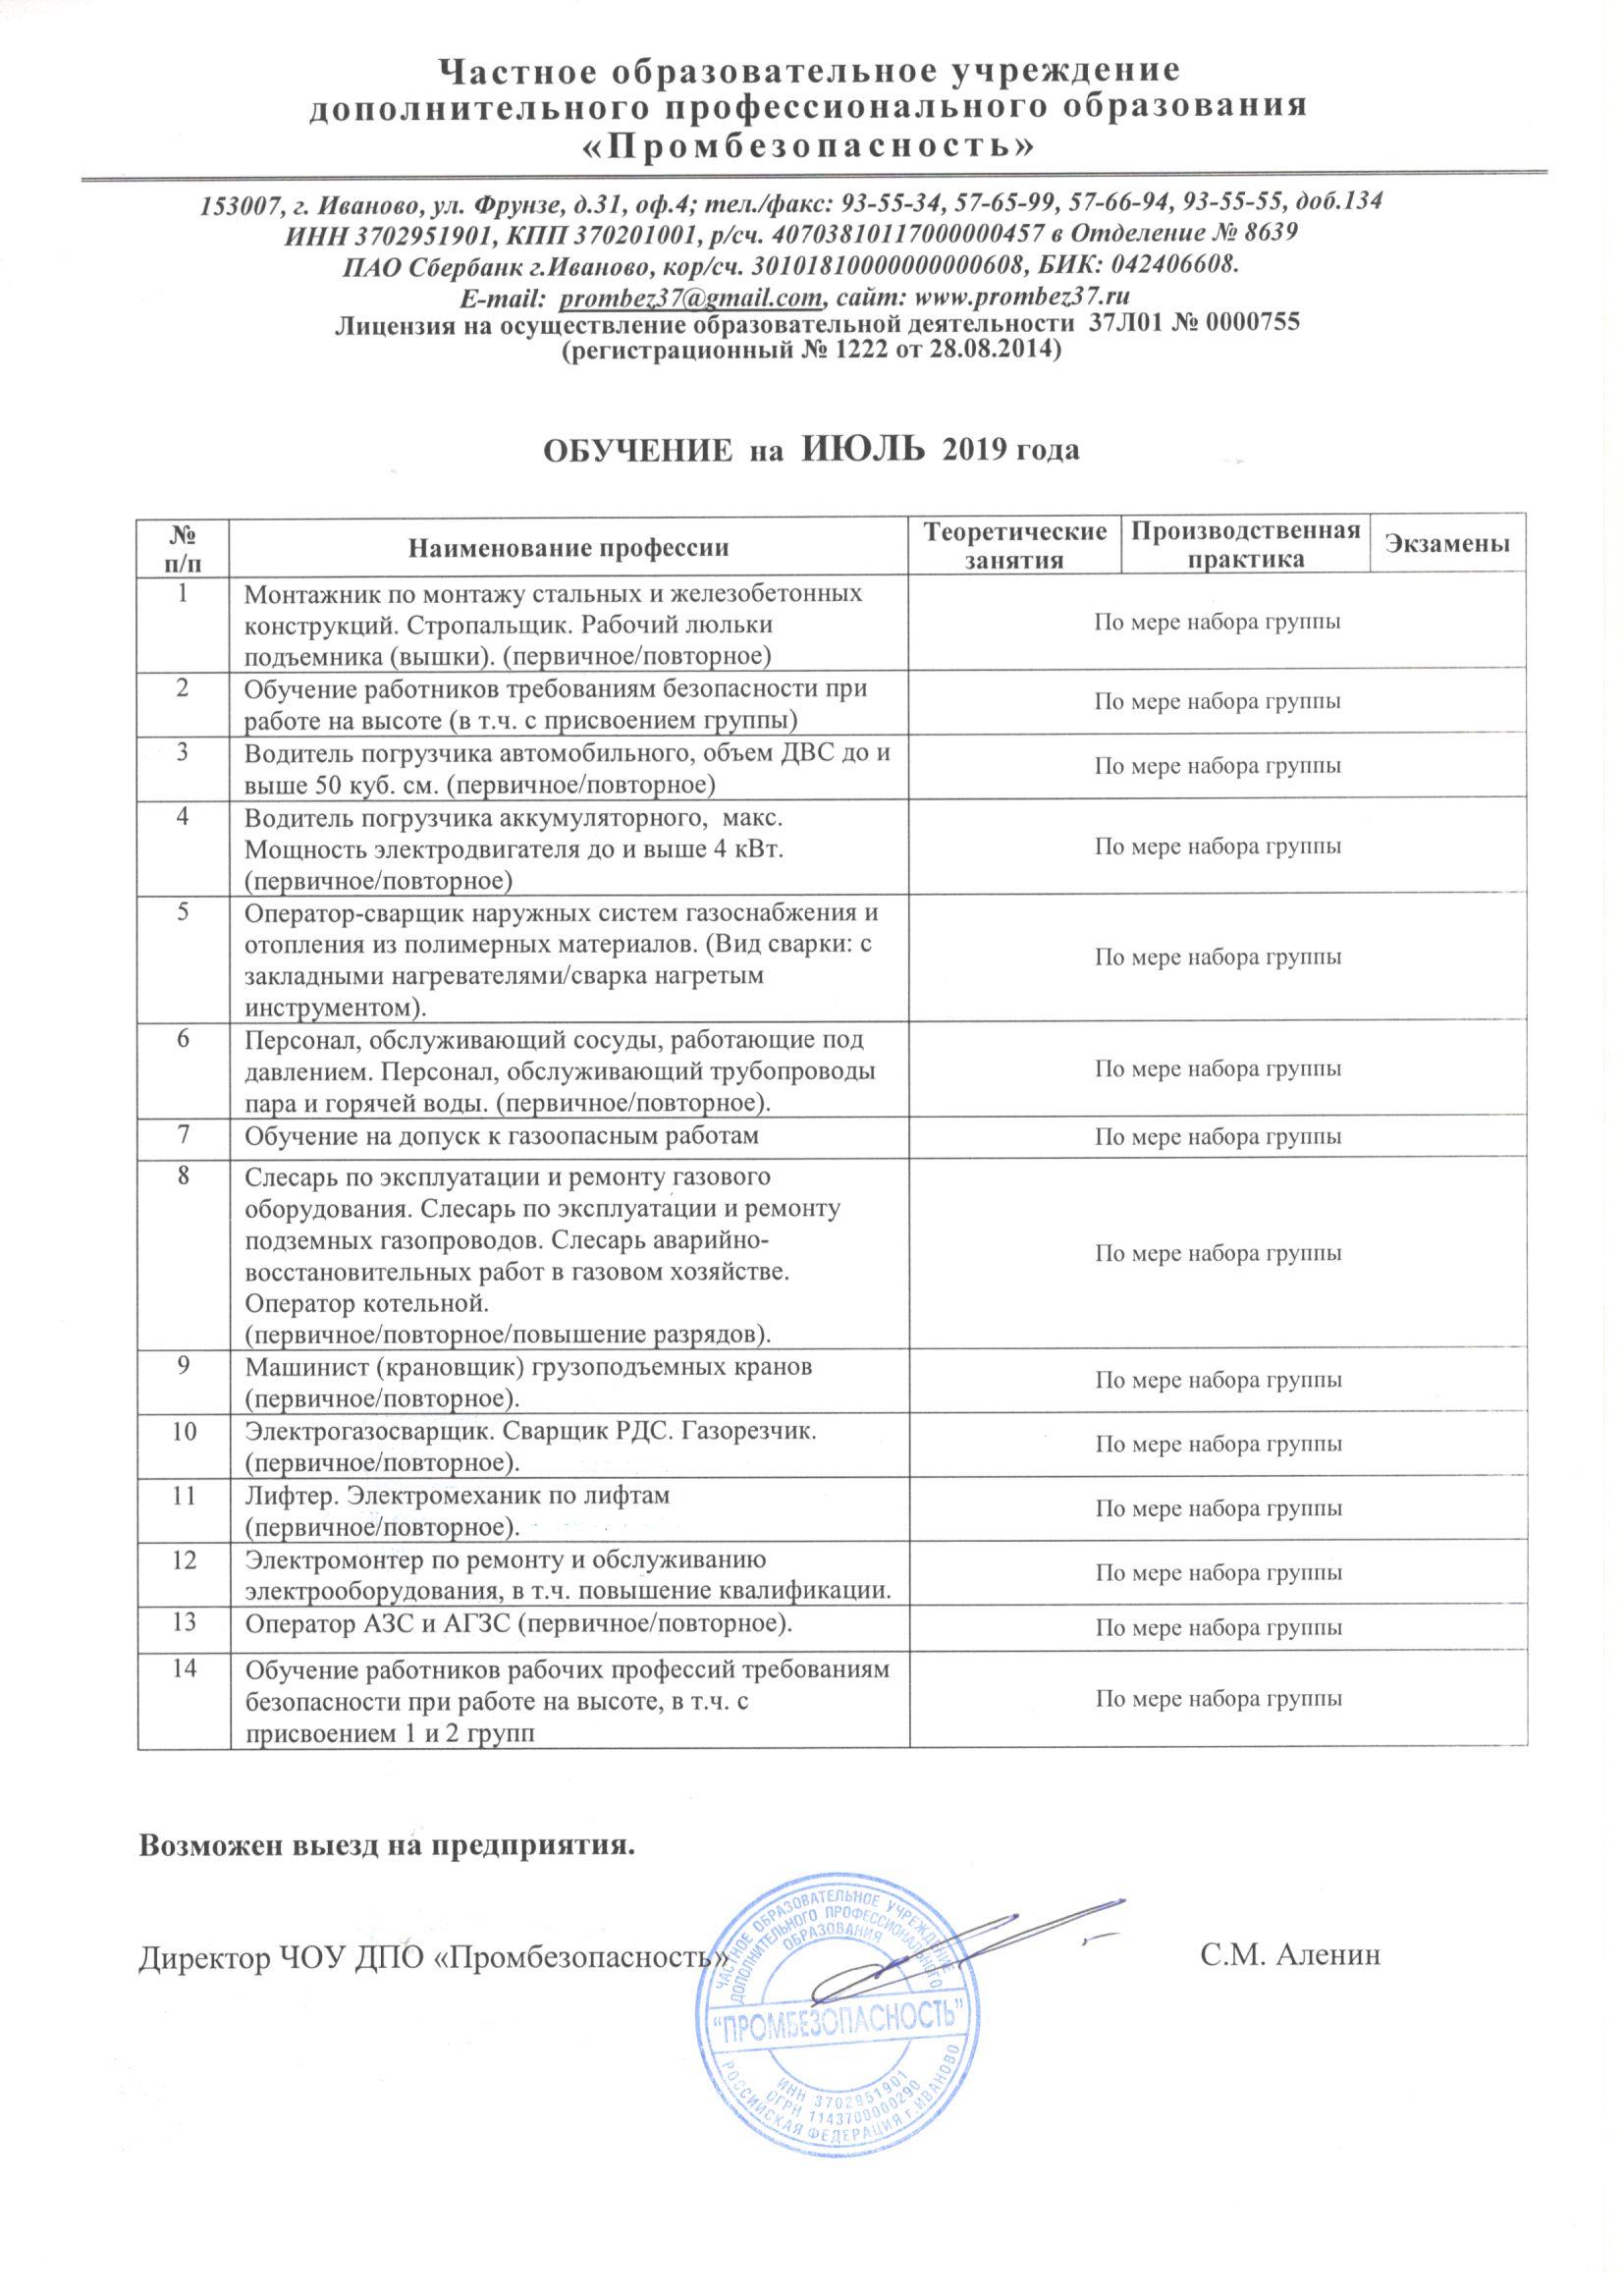 Частное образовательное учреждение
дополнительного профессионального образования
«Промбезопасность»
153007, г. Иваново, ул. Фрунзе, д.31, оф.4; тел./факс: 93-55-34, 57-65-99, 57-66-94, 93-55-55, доб.134
ИНН 3702951901, КПП 370201001, р/сч. 40703810117000000457 в Отделение № 8639
ПАО Сбербанк г.Иваново, кор/сч. 30101810000000000608, БИК: 042406608.
E-mail: prombez37@gmail.com, сайт: www.prombez37.ru
Лицензия на осуществление образовательной деятельности 37Л01 № 0000755
(регистрационный № 1222 от 28.08.2014)
ОБУЧЕНИЕ на ИЮЛЬ 2019 года
№ п/п
Наименование профессии
Теоретические занятия
Производственная практика
Экзамены
1
Монтажник по монтажу стальных и железобетонных
конструкций. Стропальщик. Рабочий люльки
подъемника (вышки). (первичное/повторное)
По мере набора группы
2
Обучение работников требованиям безопасности при
работе на высоте (в т.ч. с присвоением группы)
По мере набора группы
3
Водитель погрузчика автомобильного, объем ДВС до и
выше 50 куб. см. (первичное/повторное)
По мере набора группы
4
Водитель погрузчика аккумуляторного, макс.
Мощность электродвигателя до и выше 4 кВт.
(первичное/повторное)
По мере набора группы
5
Оператор-сварщик наружных систем газоснабжения и
отопления из полимерных материалов. (Вид сварки: с
закладными нагревателями/сварка нагретым
инструментом).
По мере набора группы
6
Персонал, обслуживающий сосуды, работающие под
давлением. Персонал, обслуживающий трубопроводы
пара и горячей воды. (первичное/повторное).
По мере набора группы
7
Обучение на допуск к газоопасным работам
По мере набора группы
8
Слесарь по эксплуатации и ремонту газового
оборудования. Слесарь по эксплуатации и ремонту
подземных газопроводов. Слесарь аварийно-
восстановительных работ в газовом хозяйстве.
Оператор котельной.
(первичное/повторное/повышение разрядов).
По мере набора группы
9
Машинист (крановщик) грузоподъемных кранов
(первичное/повторное).
По мере набора группы
10
Электрогазосварщик. Сварщик РДС. Газорезчик.
(первичное/повторное).
По мере набора группы
11
Лифтер. Электромеханик по лифтам
(первичное/повторное).
По мере набора группы
12
Электромонтер по ремонту и обслуживанию
электрооборудования, в т.ч. повышение квалификации.
По мере набора группы
13
Оператор АЗС и АГЗС (первичное/повторное).
По мере набора группы
14
Обучение работников рабочих профессий требованиям
безопасности при работе на высоте, в т.ч. с
присвоением 1 и 2 групп
По мере набора группы
Возможен выезд на предприятия.
Директор ЧОУ ДПО «Промбезопасность»
С.М. Аленин
ЧАСТНОЕ ОБРАЗОВАТЕЛЬНОЕ УЧРЕЖДЕНИЕ
ДОПОЛНИТЕЛЬНОГО ПРОФЕССИОНАЛЬНОГО
ОБРАЗОВАНИЯ
“ПРОМБЕЗОПАСНОСТЬ”
ИНН 3702951901
ОГРН 1143700000290
РОССИЙСКАЯ ФЕДЕРАЦИЯ г.ИВАНОВО